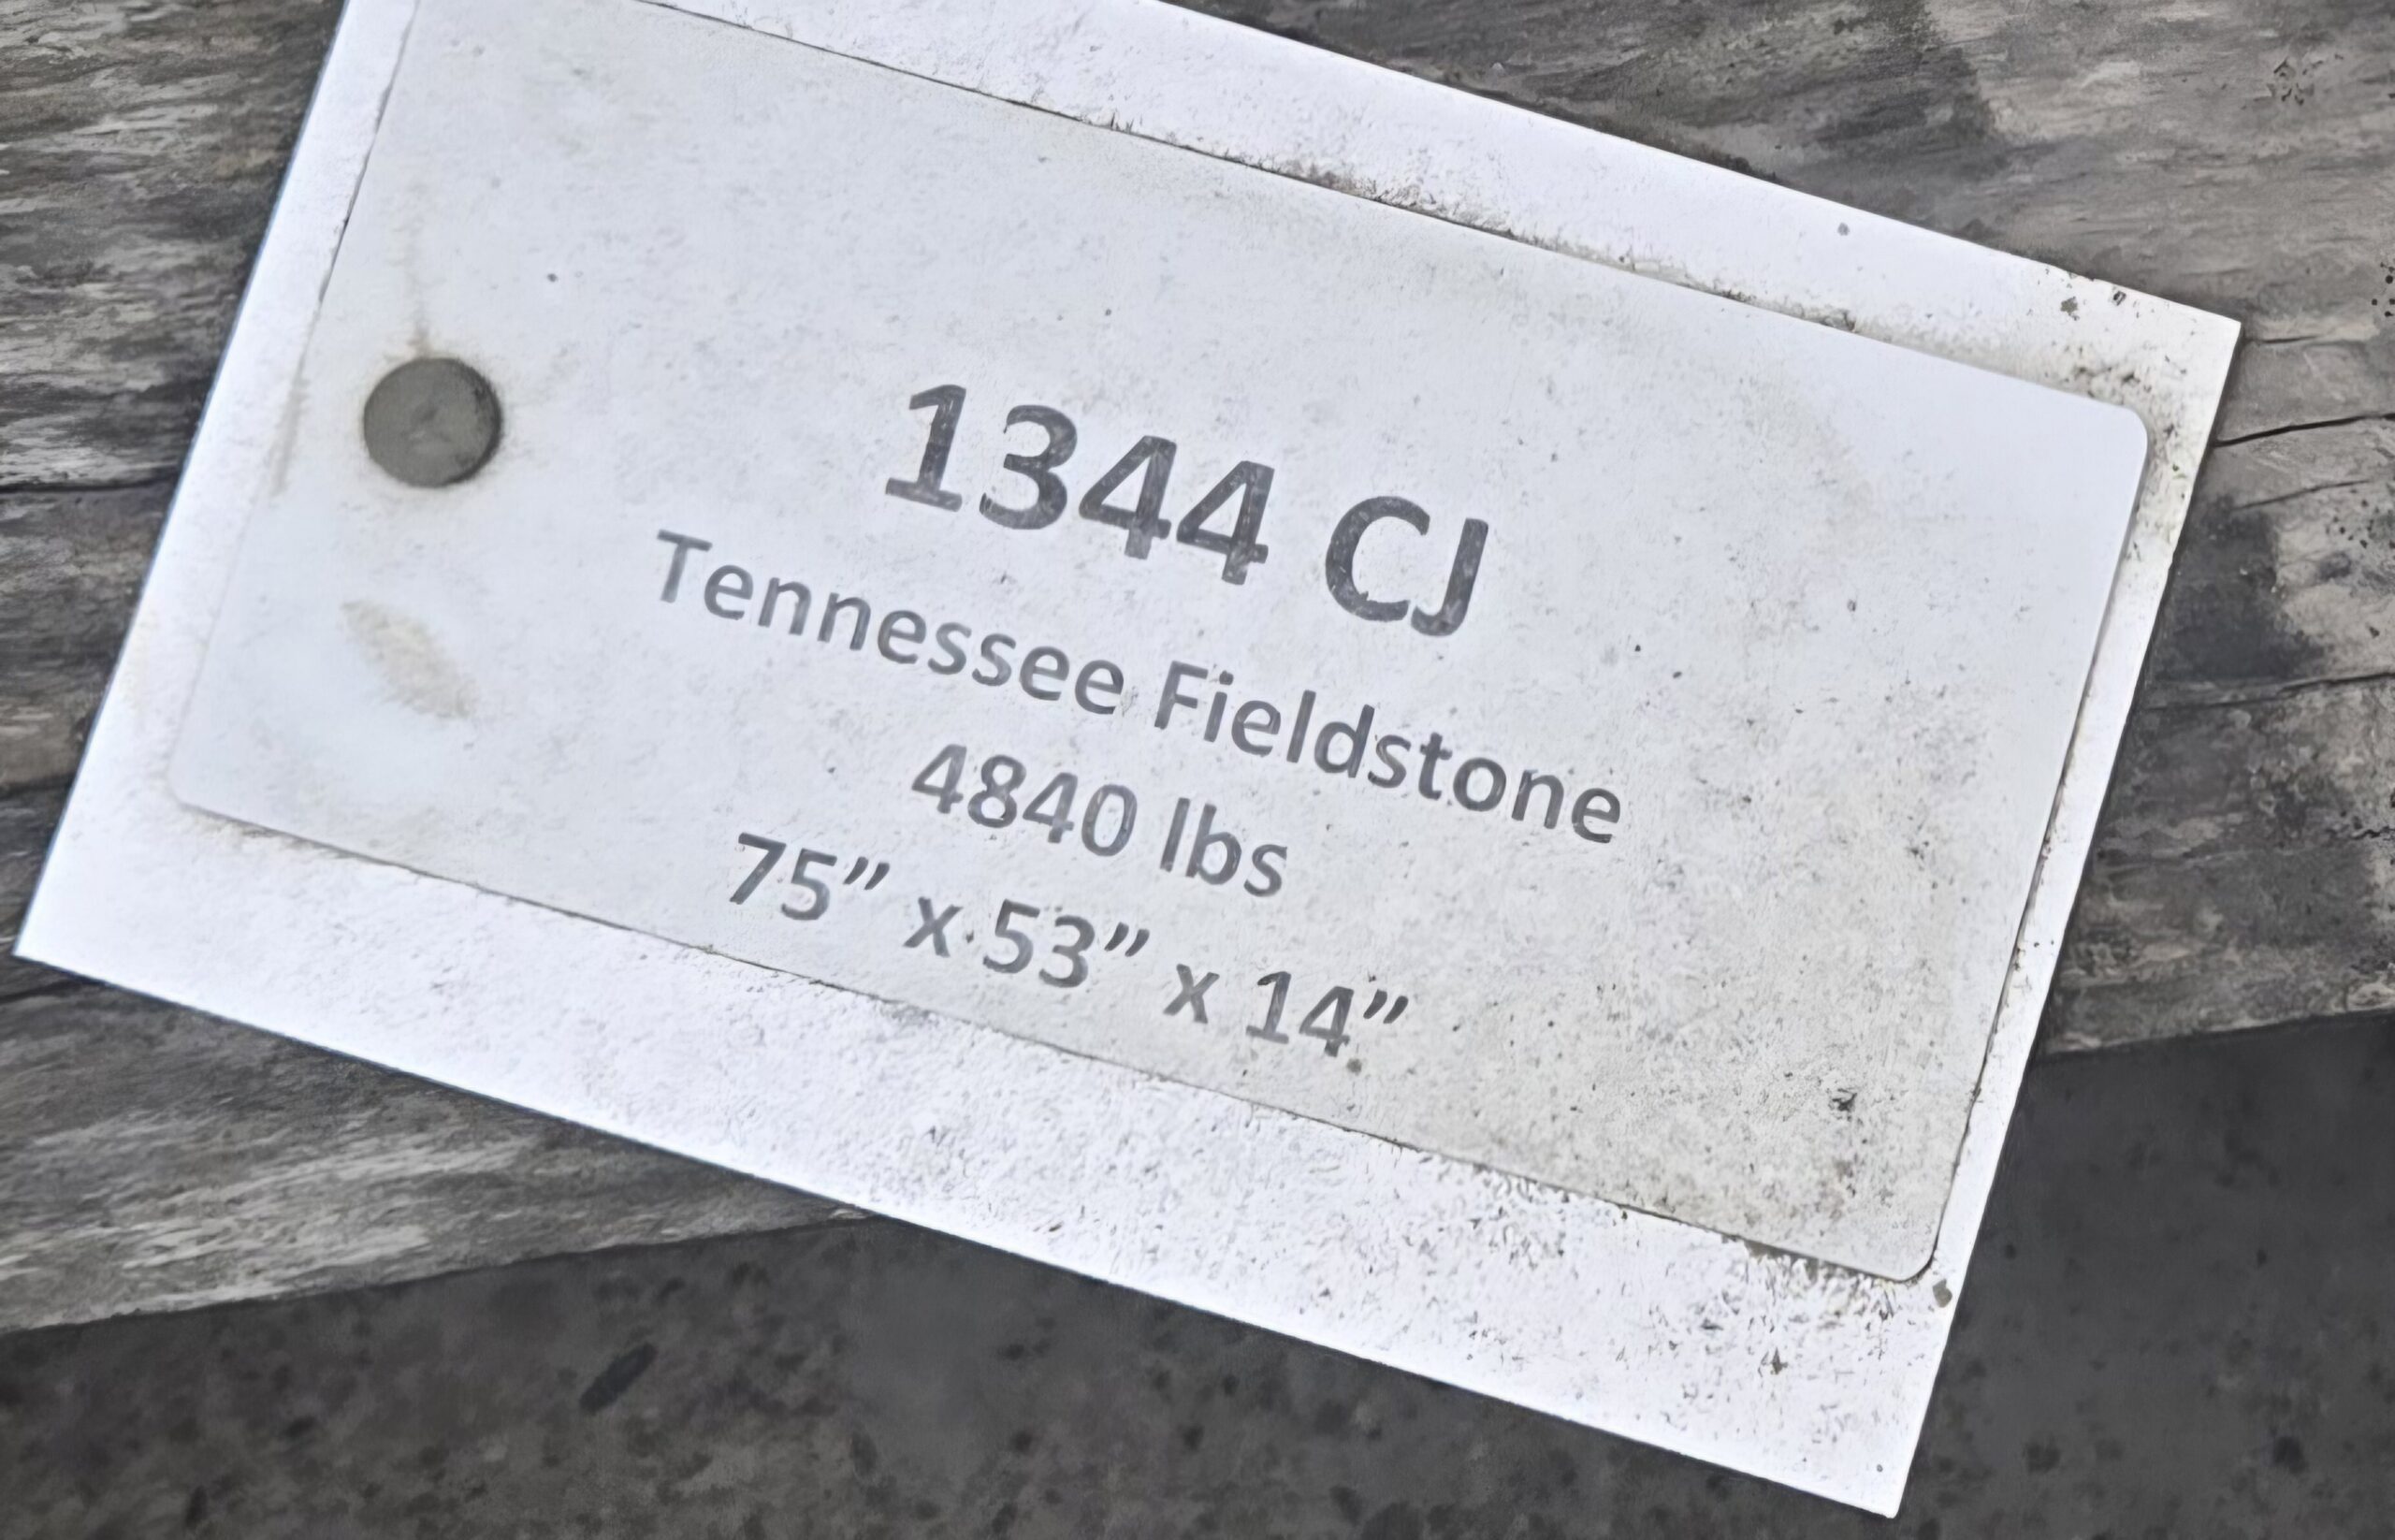 1344 CJ
Tennessee Fieldstone
4840 lbs
75” x 53” x 14”